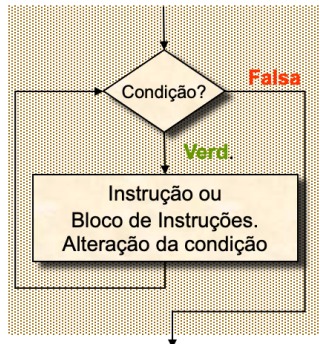 Condição?
Falsa
Verd.
Instrução ou
Bloco de Instruções.
Alteração da condição